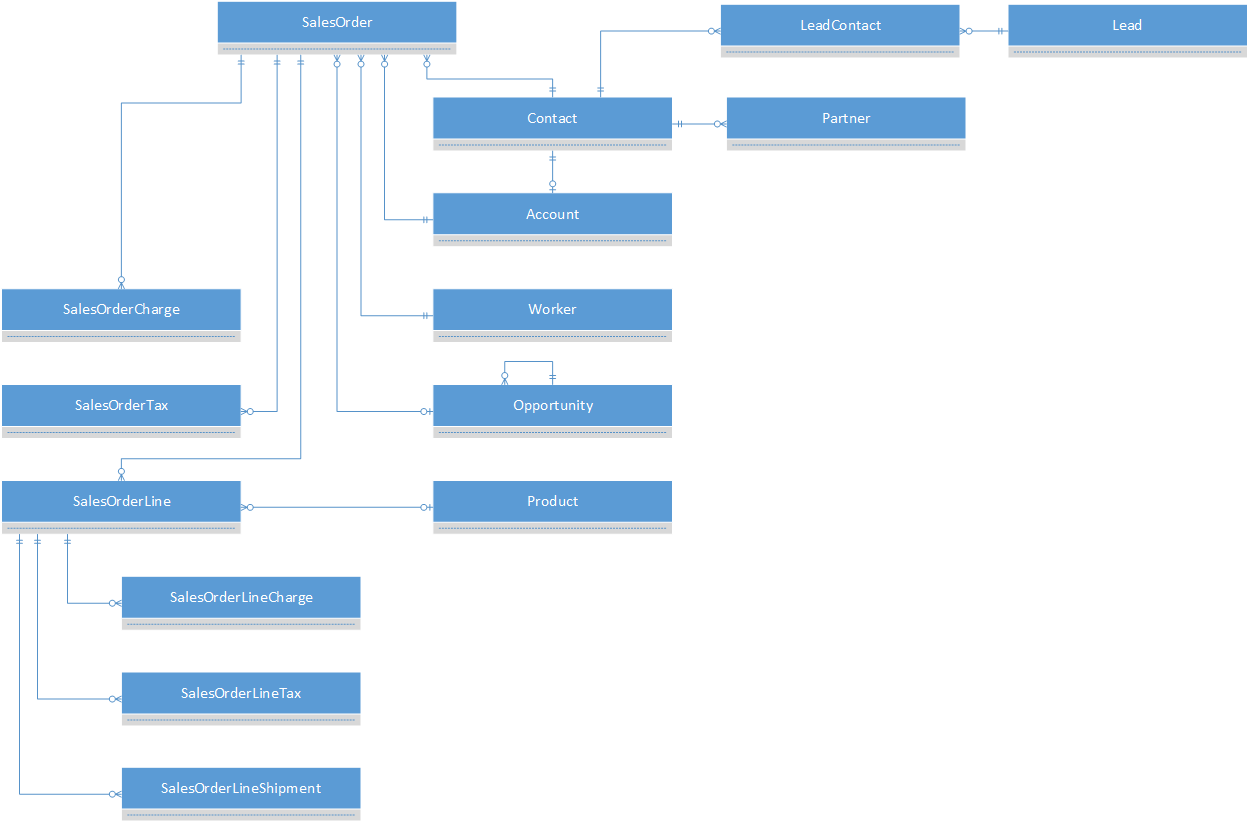 SalesOrder
LeadContact
Lead
Contact
Partner
Account
SalesOrderCharge
Worker
SalesOrderTax
Opportunity
SalesOrderLine
Product
SalesOrderLineCharge
SalesOrderLineTax
SalesOrderLineShipment